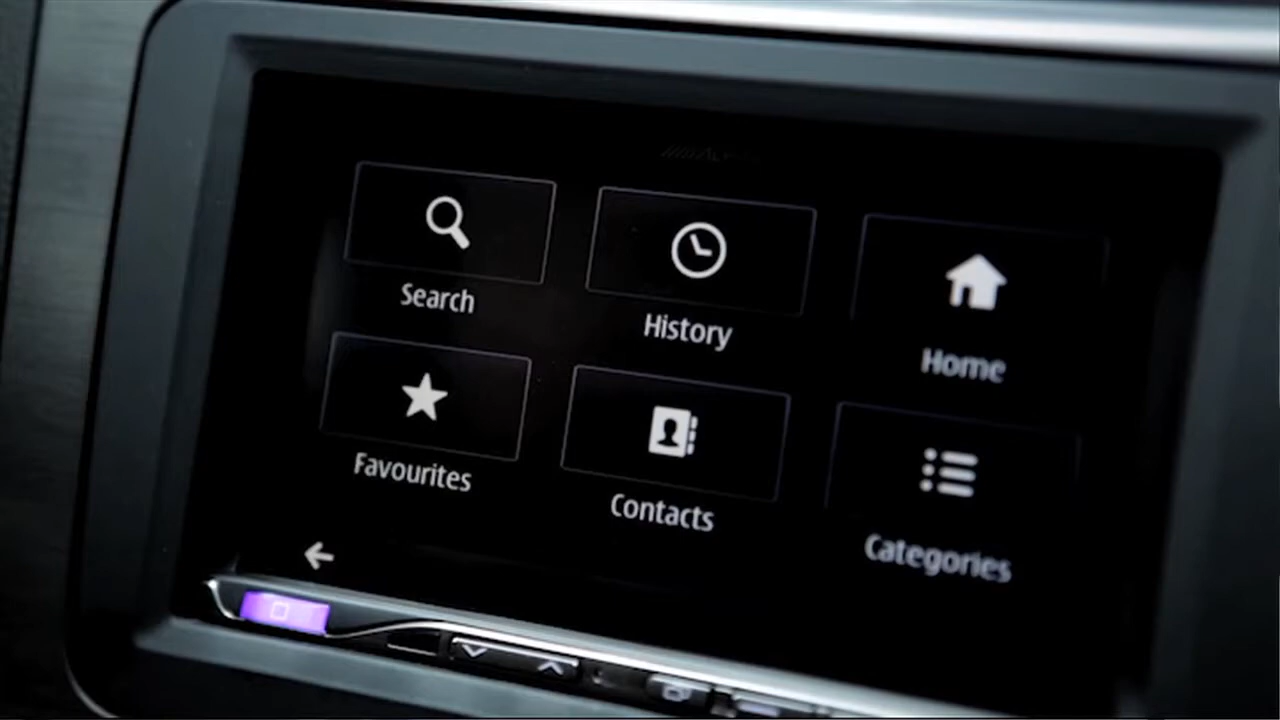 Search
History
Home
Favourites
Contacts
Categories